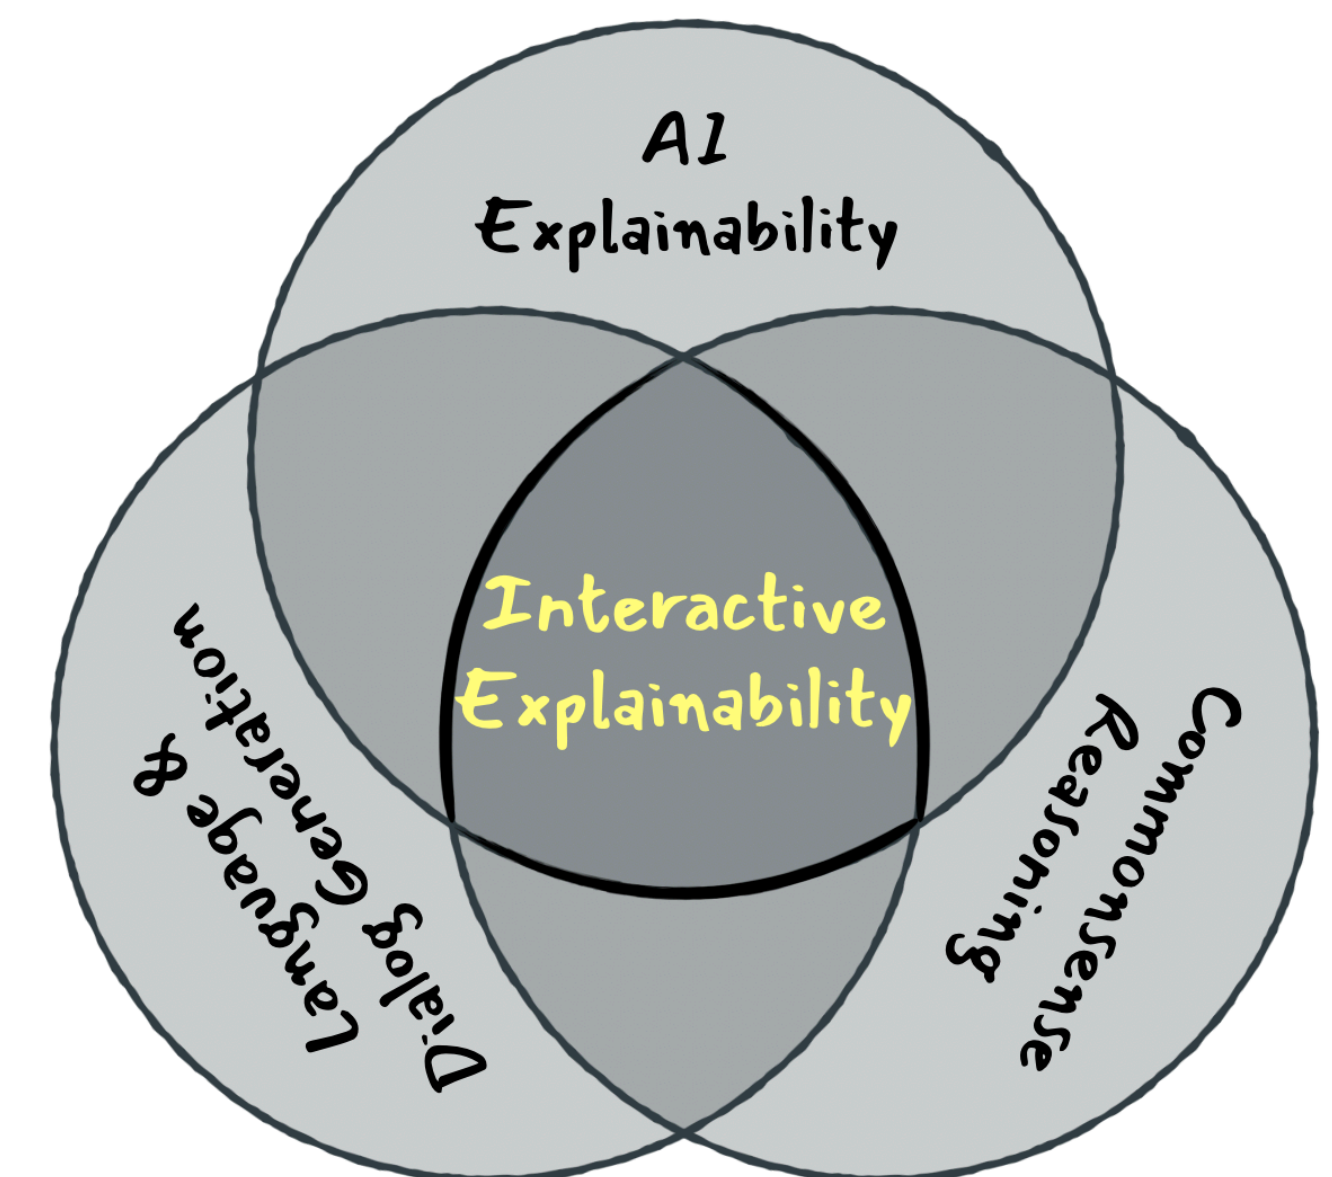 AI
Explainability
Interactive
Explainability
Language &
Dialog Generation
Commonsense
Reasoning